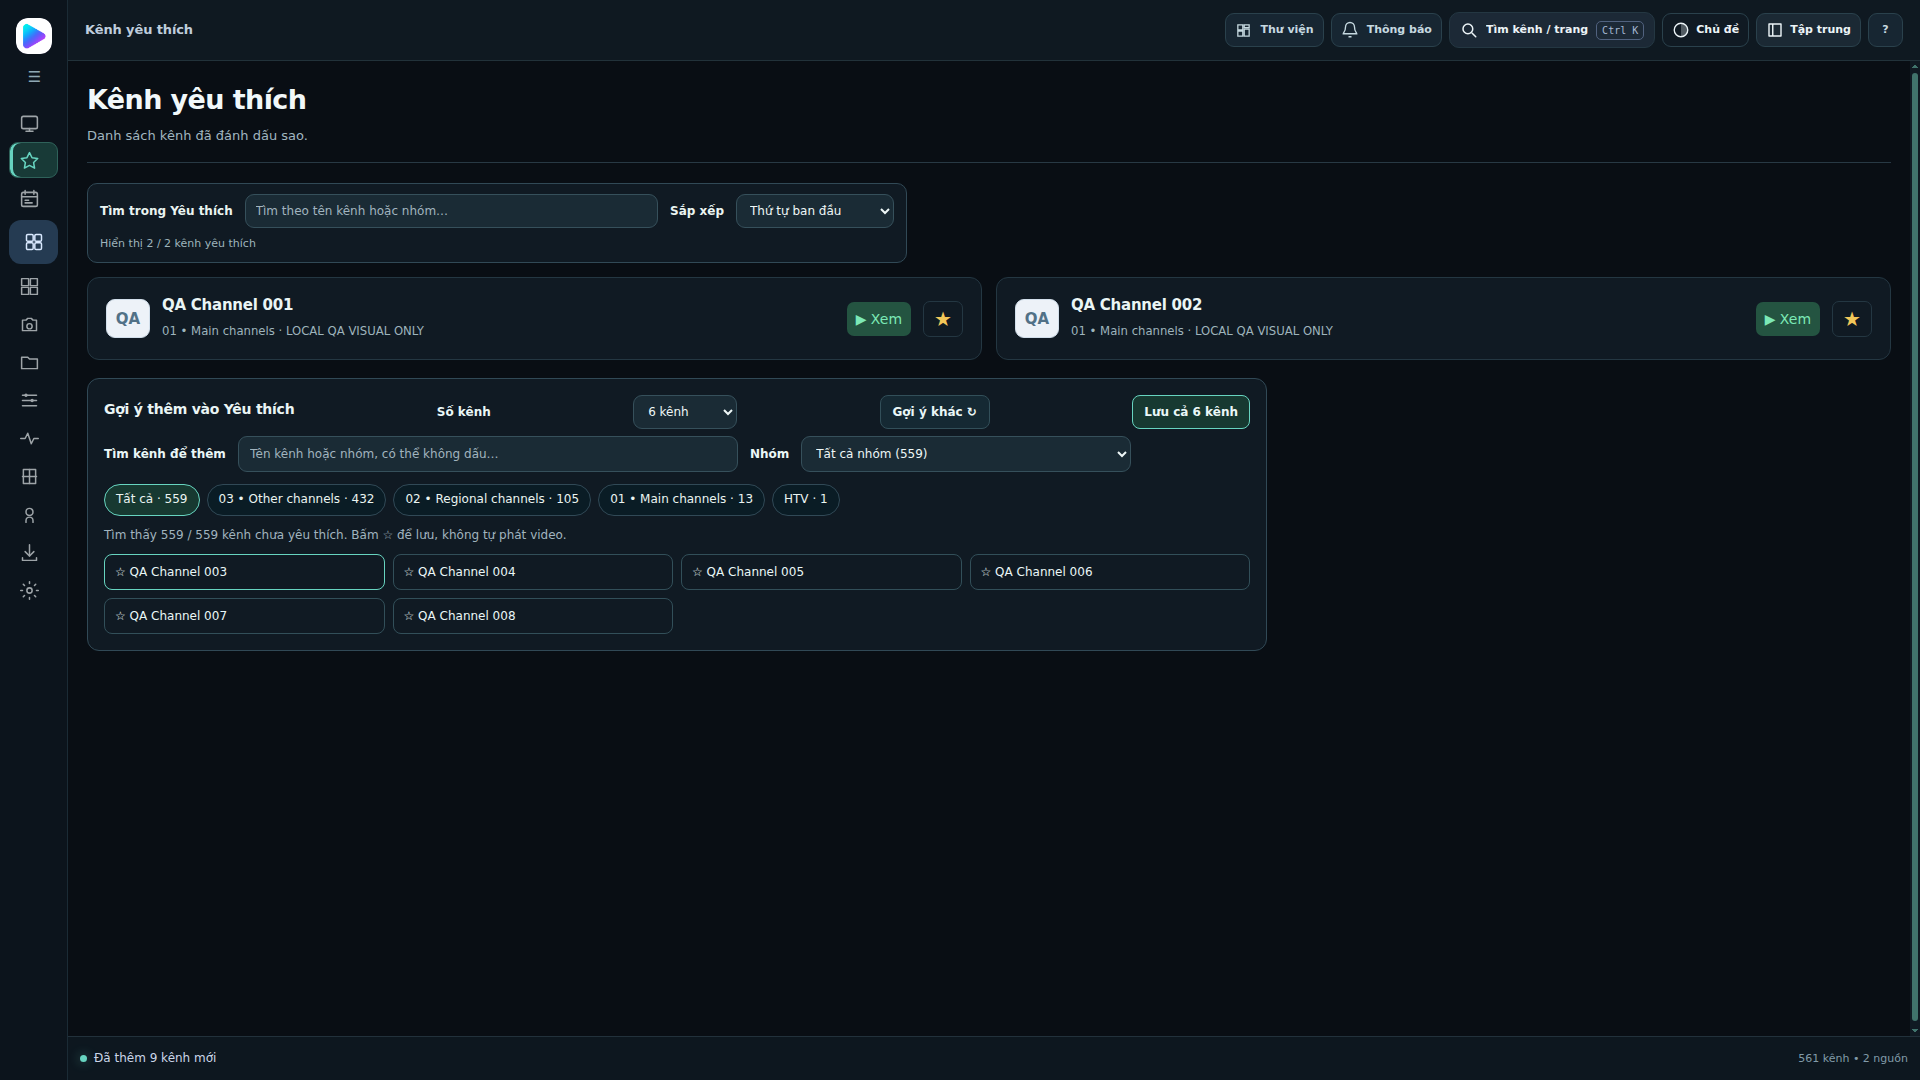 Kênh yêu thích
Thư viện
Thông báo
Tìm kênh / trang Ctrl K
Chủ đề
Tập trung
?
Kênh yêu thích
Danh sách kênh đã đánh dấu sao.
Tìm trong Yêu thích
Tìm theo tên kênh hoặc nhóm...
Sắp xếp
Thứ tự ban đầu
Hiển thị 2 / 2 kênh yêu thích
QA
QA Channel 001
01 • Main channels · LOCAL QA VISUAL ONLY
▶ Xem
★
QA
QA Channel 002
01 • Main channels · LOCAL QA VISUAL ONLY
▶ Xem
★
Gợi ý thêm vào Yêu thích
Số kênh
6 kênh
Gợi ý khác ↻
Lưu cả 6 kênh
Tìm kênh để thêm
Tên kênh hoặc nhóm, có thể không dấu...
Nhóm
Tất cả nhóm (559)
Tất cả · 559
03 • Other channels · 432
02 • Regional channels · 105
01 • Main channels · 13
HTV · 1
Tìm thấy 559 / 559 kênh chưa yêu thích. Bấm ☆ để lưu, không tự phát video.
☆ QA Channel 003
☆ QA Channel 004
☆ QA Channel 005
☆ QA Channel 006
☆ QA Channel 007
☆ QA Channel 008
Đã thêm 9 kênh mới
561 kênh • 2 nguồn